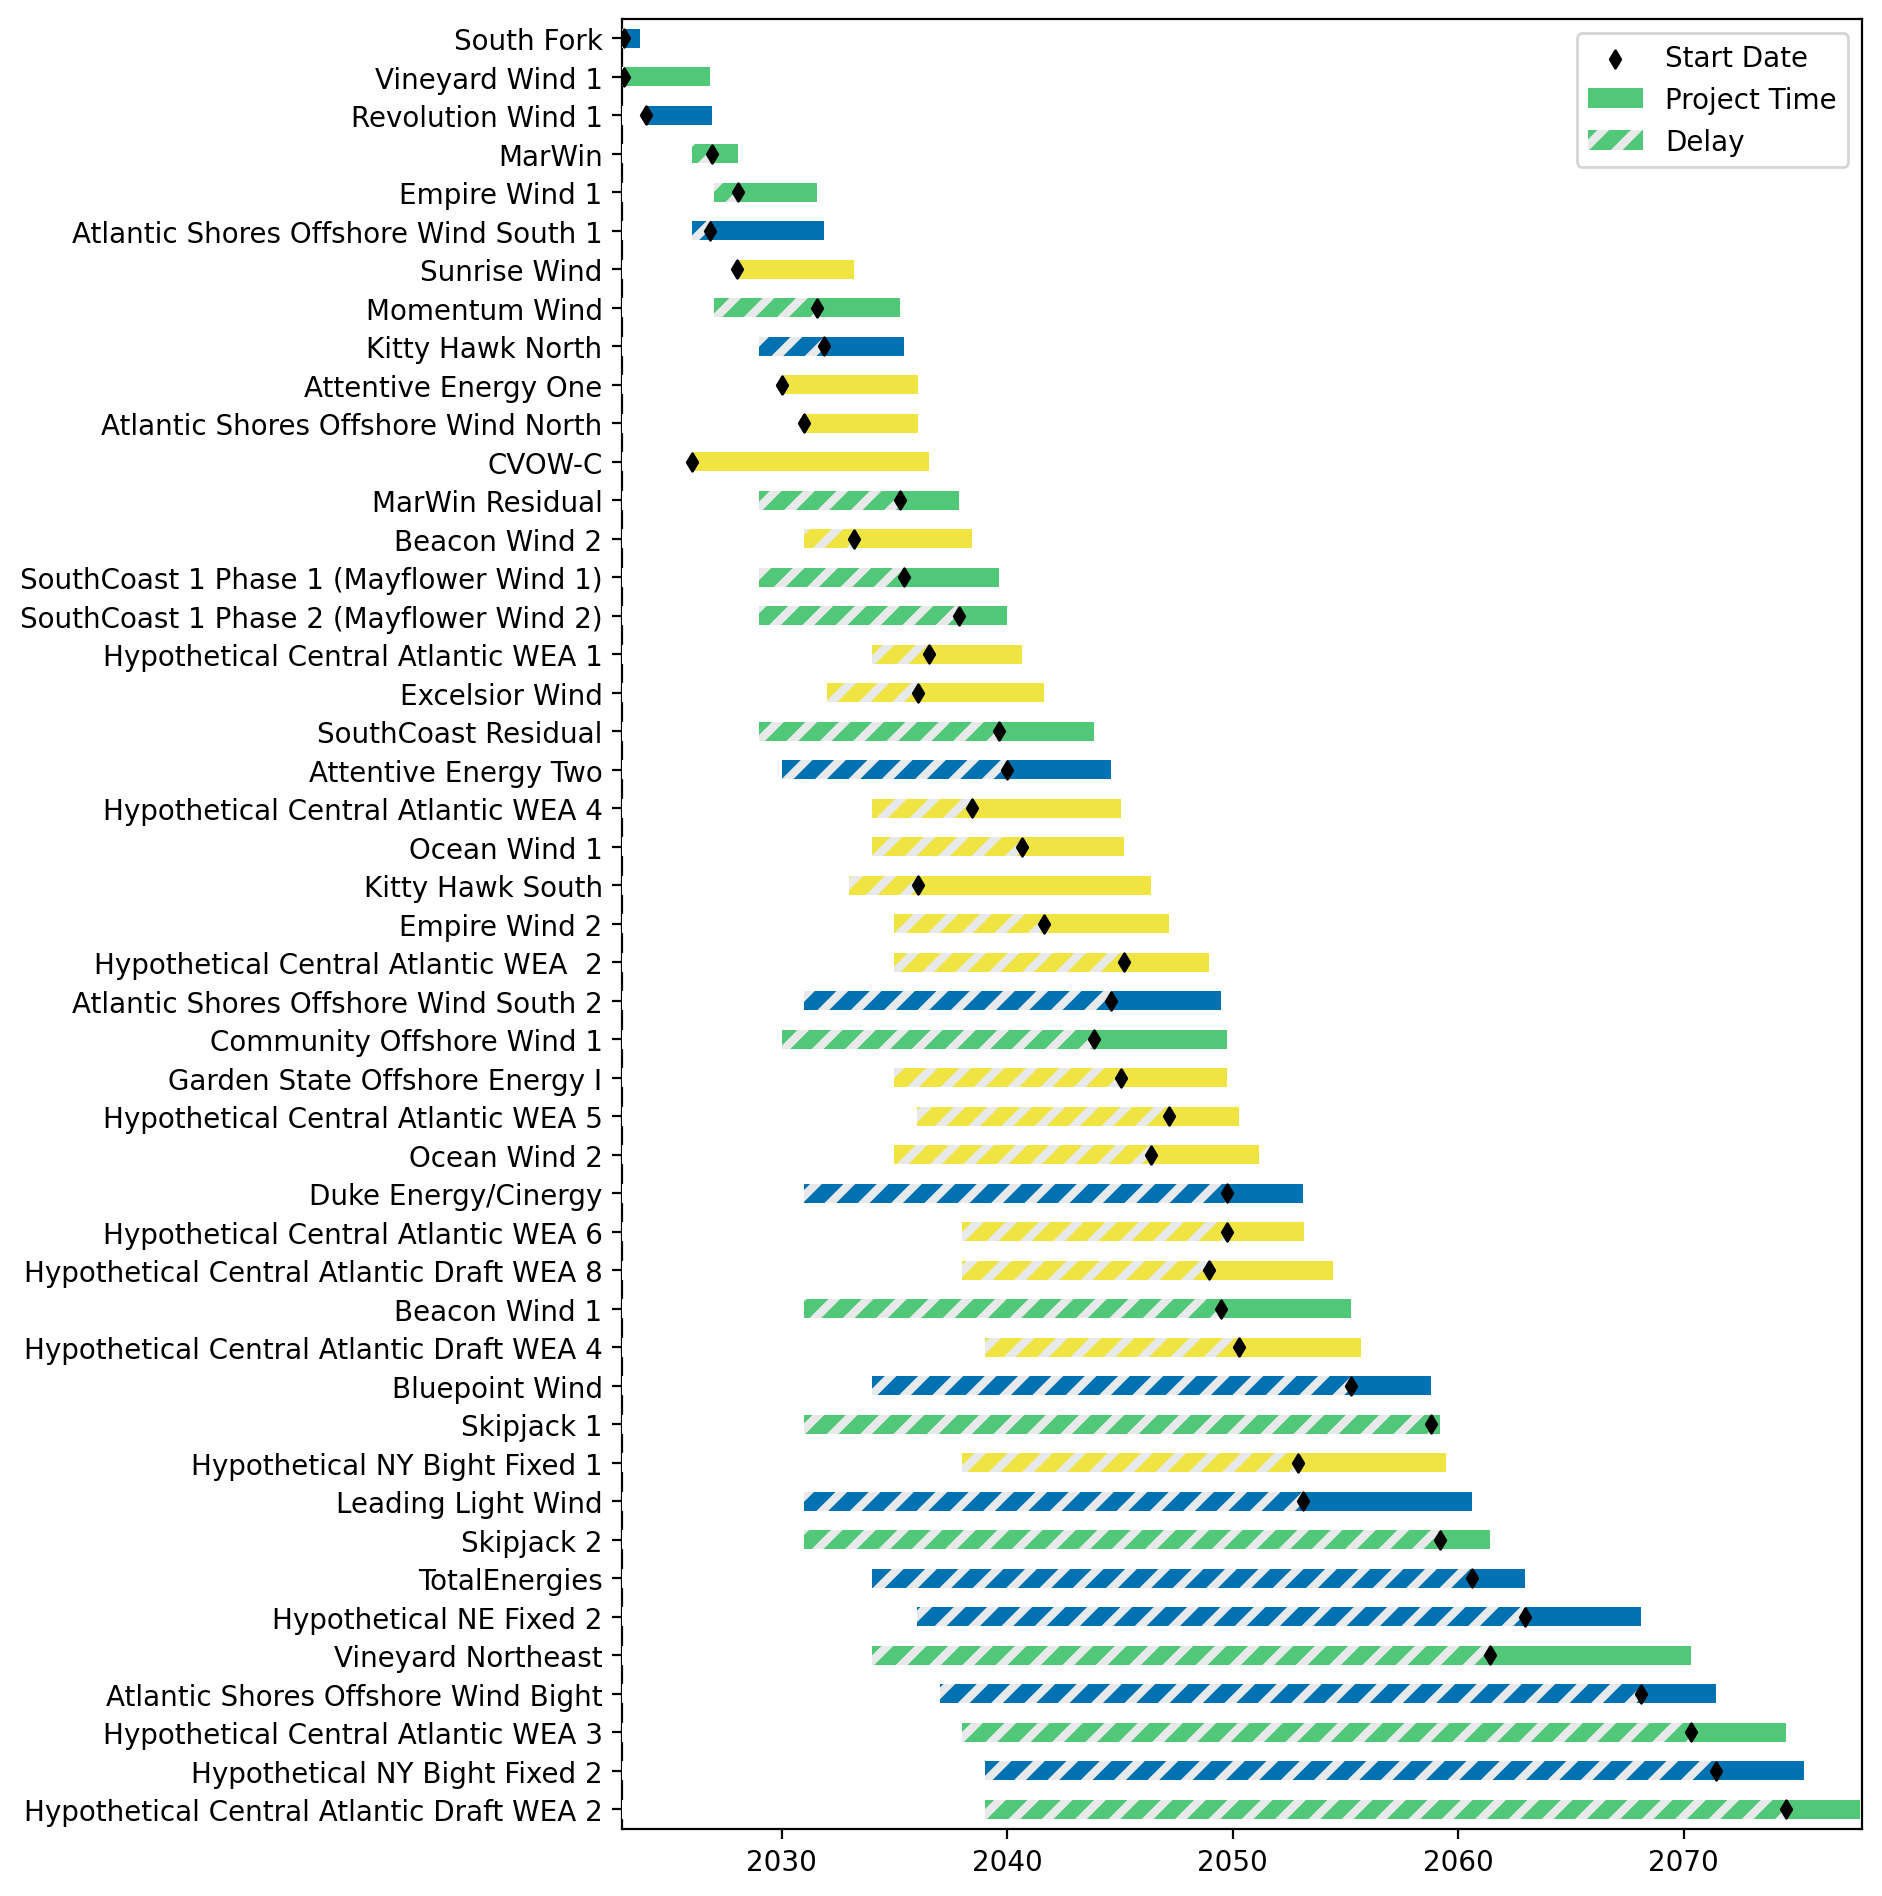 South Fork
Vineyard Wind 1
Revolution Wind 1
MarWin
Empire Wind 1
Atlantic Shores Offshore Wind South 1
Sunrise Wind
Momentum Wind
Kitty Hawk North
Attentive Energy One
Atlantic Shores Offshore Wind North
CVOW-C
MarWin Residual
Beacon Wind 2
SouthCoast 1 Phase 1 (Mayflower Wind 1)
SouthCoast 1 Phase 2 (Mayflower Wind 2)
Hypothetical Central Atlantic WEA 1
Excelsior Wind
SouthCoast Residual
Attentive Energy Two
Hypothetical Central Atlantic WEA 4
Ocean Wind 1
Kitty Hawk South
Empire Wind 2
Hypothetical Central Atlantic WEA  2
Atlantic Shores Offshore Wind South 2
Community Offshore Wind 1
Garden State Offshore Energy I
Hypothetical Central Atlantic WEA 5
Ocean Wind 2
Duke Energy/Cinergy
Hypothetical Central Atlantic WEA 6
Hypothetical Central Atlantic Draft WEA 8
Beacon Wind 1
Hypothetical Central Atlantic Draft WEA 4
Bluepoint Wind
Skipjack 1
Hypothetical NY Bight Fixed 1
Leading Light Wind
Skipjack 2
TotalEnergies
Hypothetical NE Fixed 2
Vineyard Northeast
Atlantic Shores Offshore Wind Bight
Hypothetical Central Atlantic WEA 3
Hypothetical NY Bight Fixed 2
Hypothetical Central Atlantic Draft WEA 2
Start Date
Project Time
Delay
2030 2040 2050 2060 2070